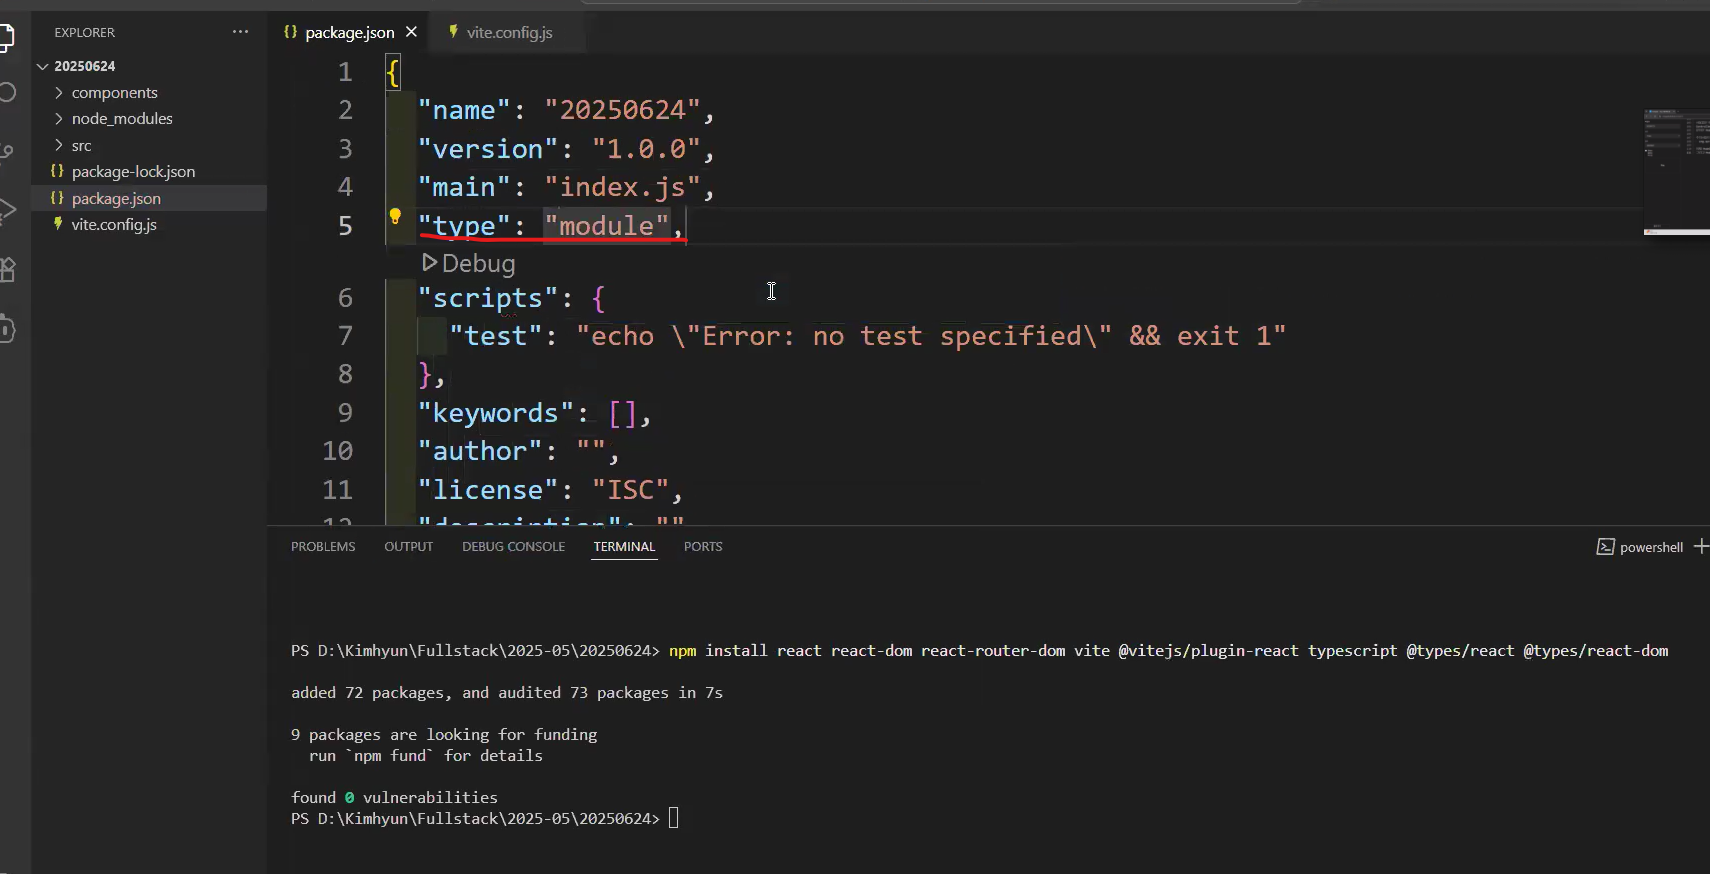 EXPLORER ...
20250624
components
node_modules
src
{} package-lock.json
{} package.json
vite.config.js
{} package.json ×
vite.config.js
1 {
2 "name": "20250624",
3 "version": "1.0.0",
4 "main": "index.js",
5 "type": "module",
Debug
6 "scripts": {
7 "test": "echo \"Error: no test specified\" && exit 1"
8 },
9 "keywords": [],
10 "author": "",
11 "license": "ISC",
12 "description": ""
PROBLEMS OUTPUT DEBUG CONSOLE TERMINAL PORTS
powershell +
PS D:\Kimhyun\Fullstack\2025-05\20250624> npm install react react-dom react-router-dom vite @vitejs/plugin-react typescript @types/react @types/react-dom
added 72 packages, and audited 73 packages in 7s
9 packages are looking for funding
run `npm fund` for details
found 0 vulnerabilities
PS D:\Kimhyun\Fullstack\2025-05\20250624>